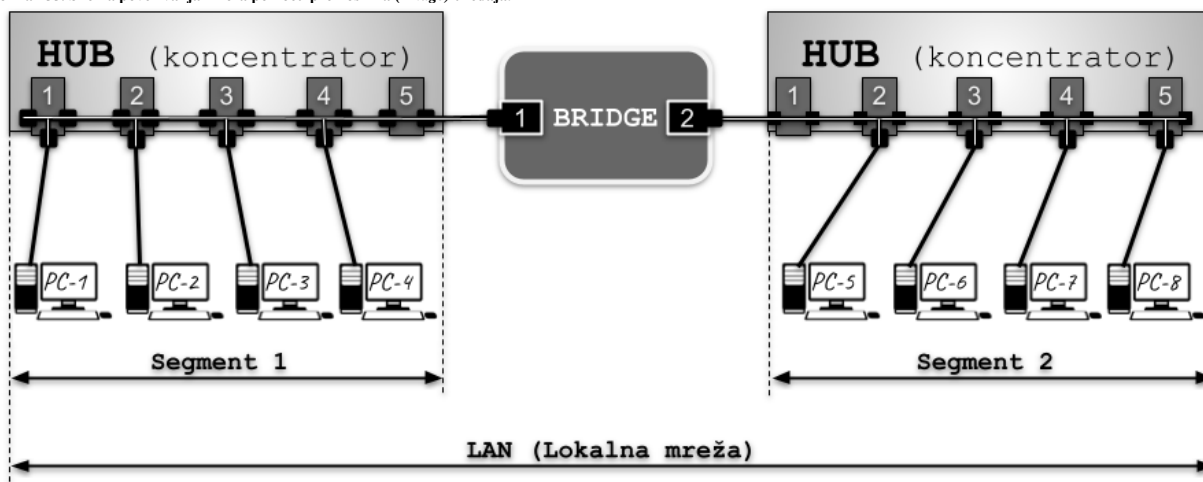 HUB (koncentrator)
1 2 3 4 5
1 BRIDGE 2
HUB (koncentrator)
1 2 3 4 5
PC-1 PC-2 PC-3 PC-4
PC-5 PC-6 PC-7 PC-8
Segment 1
Segment 2
LAN (Lokalna mreža)